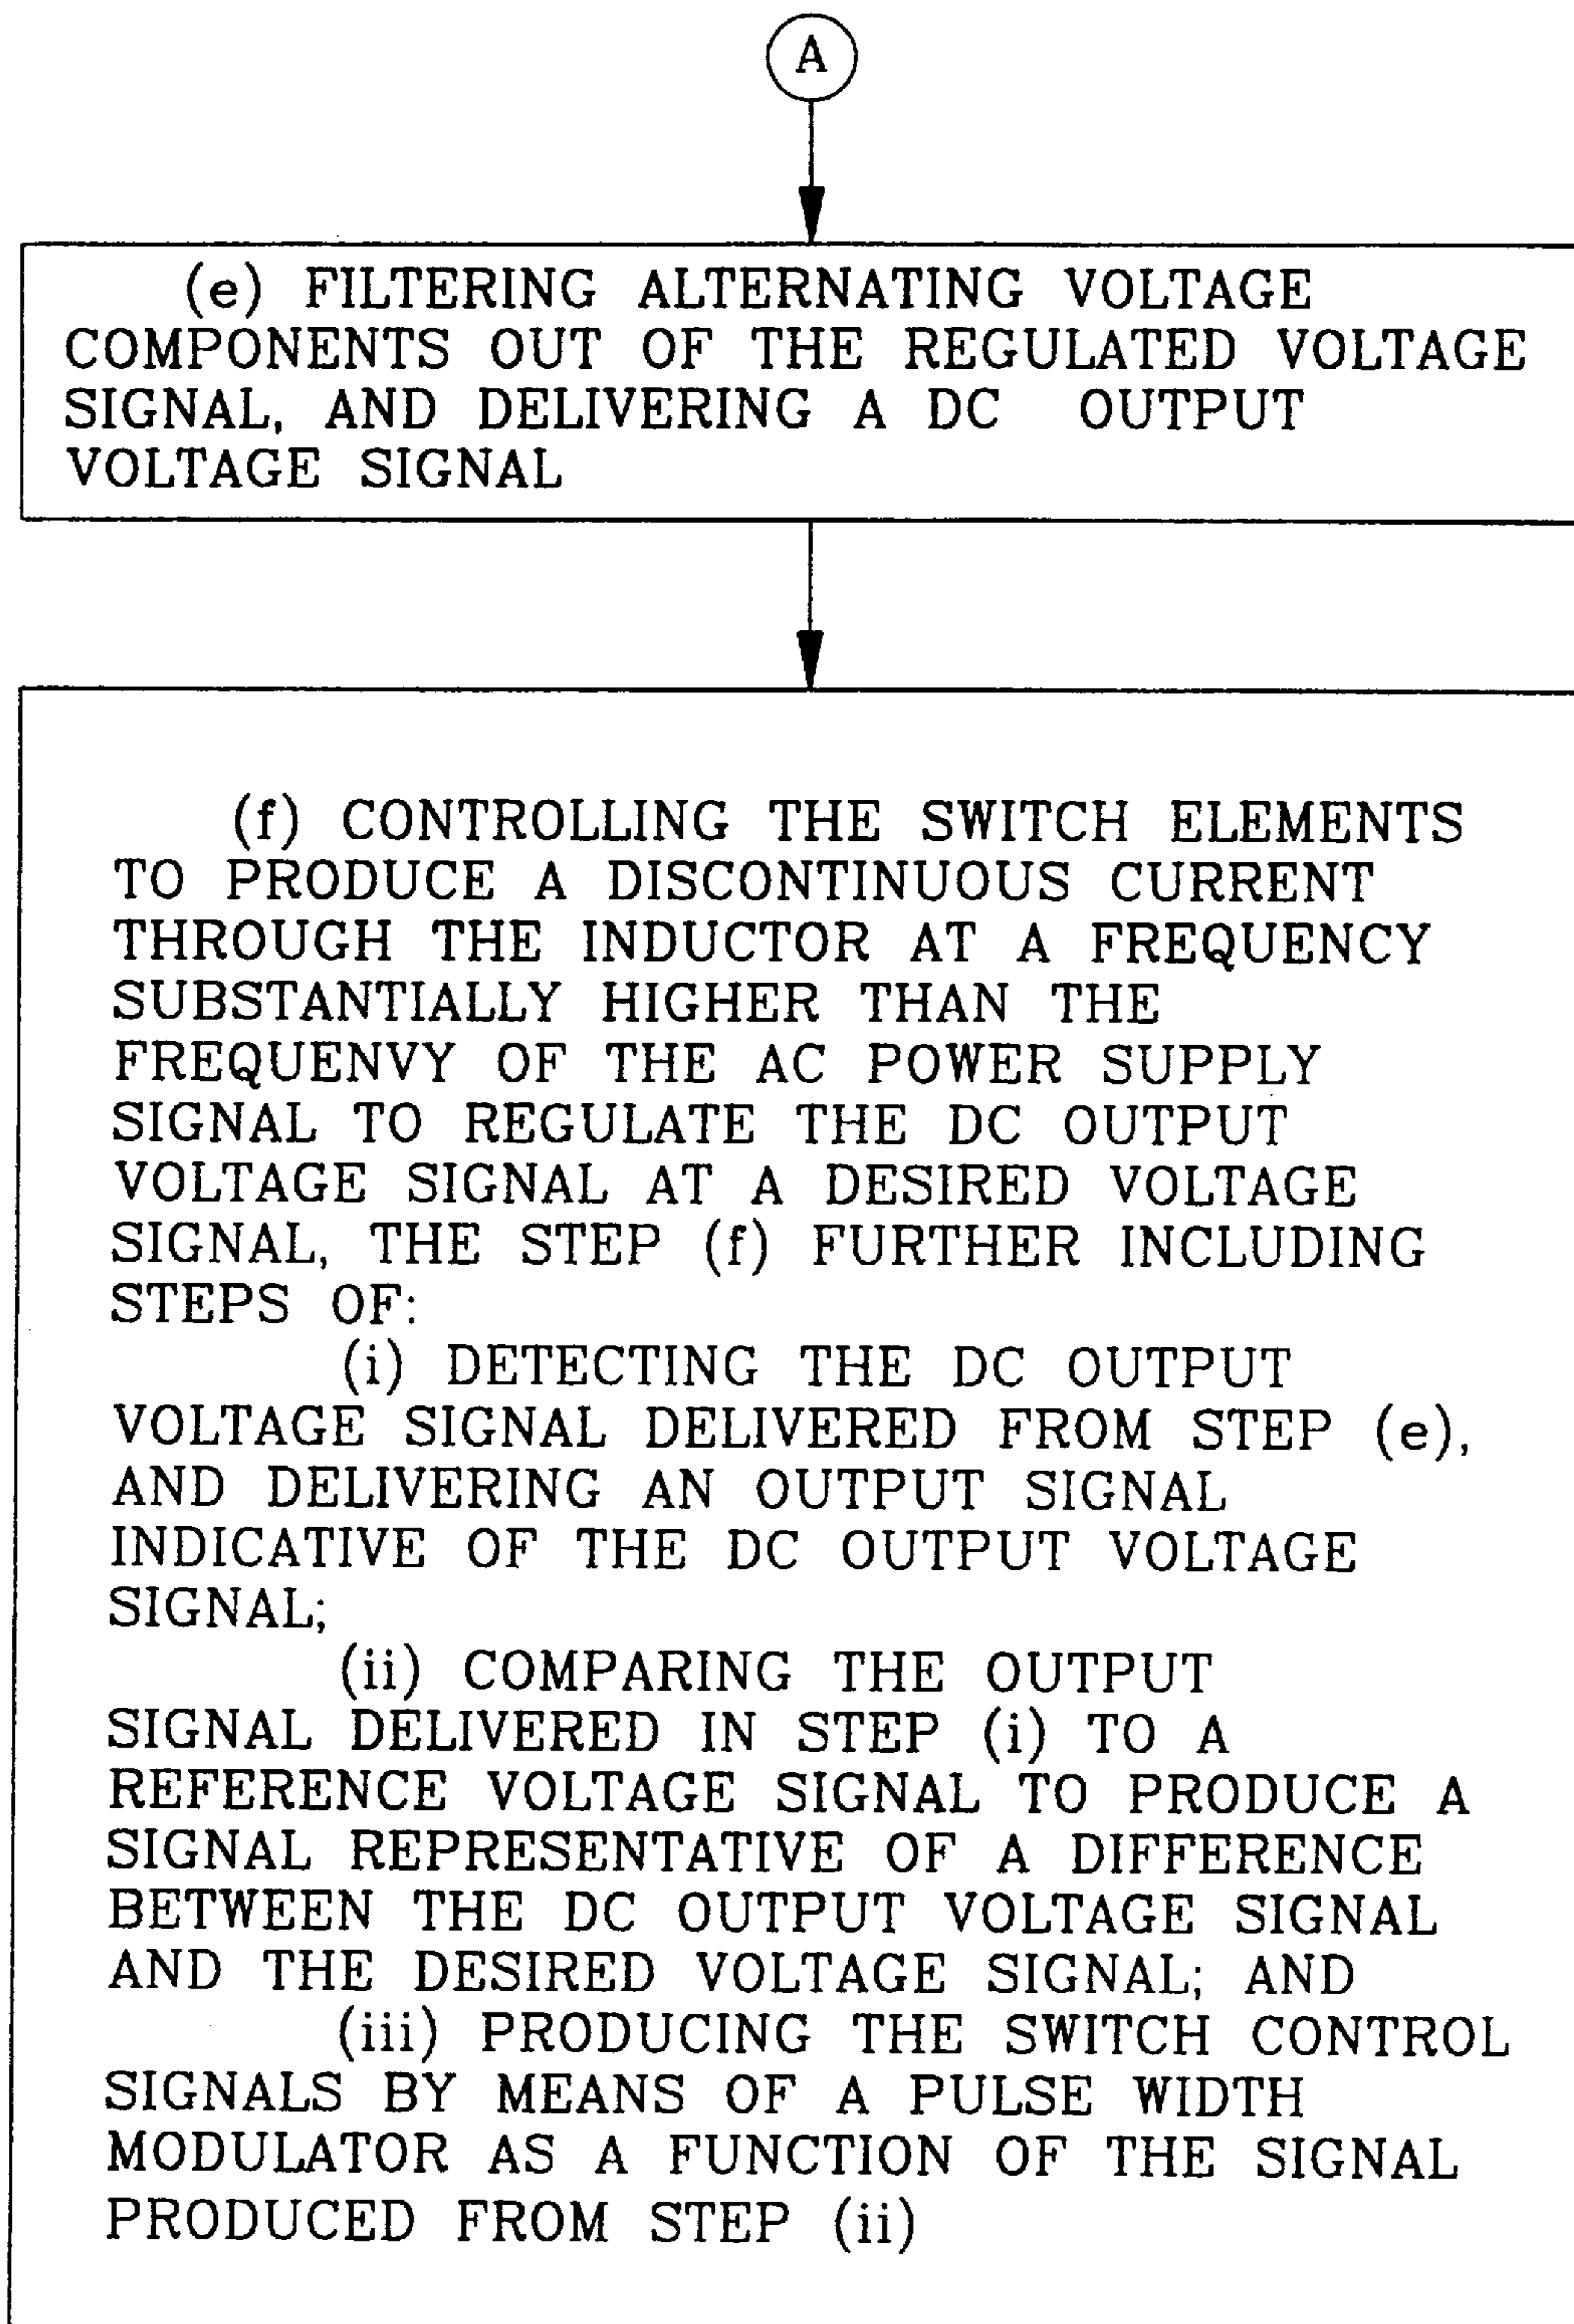 A
(e) FILTERING ALTERNATING VOLTAGE
COMPONENTS OUT OF THE REGULATED VOLTAGE
SIGNAL, AND DELIVERING A DC OUTPUT
VOLTAGE SIGNAL
(f) CONTROLLING THE SWITCH ELEMENTS
TO PRODUCE A DISCONTINUOUS CURRENT
THROUGH THE INDUCTOR AT A FREQUENCY
SUBSTANTIALLY HIGHER THAN THE
FREQUENVY OF THE AC POWER SUPPLY
SIGNAL TO REGULATE THE DC OUTPUT
VOLTAGE SIGNAL AT A DESIRED VOLTAGE
SIGNAL, THE STEP (f) FURTHER INCLUDING
STEPS OF:
(i) DETECTING THE DC OUTPUT
VOLTAGE SIGNAL DELIVERED FROM STEP (e),
AND DELIVERING AN OUTPUT SIGNAL
INDICATIVE OF THE DC OUTPUT VOLTAGE
SIGNAL;
(ii) COMPARING THE OUTPUT
SIGNAL DELIVERED IN STEP (i) TO A
REFERENCE VOLTAGE SIGNAL TO PRODUCE A
SIGNAL REPRESENTATIVE OF A DIFFERENCE
BETWEEN THE DC OUTPUT VOLTAGE SIGNAL
AND THE DESIRED VOLTAGE SIGNAL; AND
(iii) PRODUCING THE SWITCH CONTROL
SIGNALS BY MEANS OF A PULSE WIDTH
MODULATOR AS A FUNCTION OF THE SIGNAL
PRODUCED FROM STEP (ii)